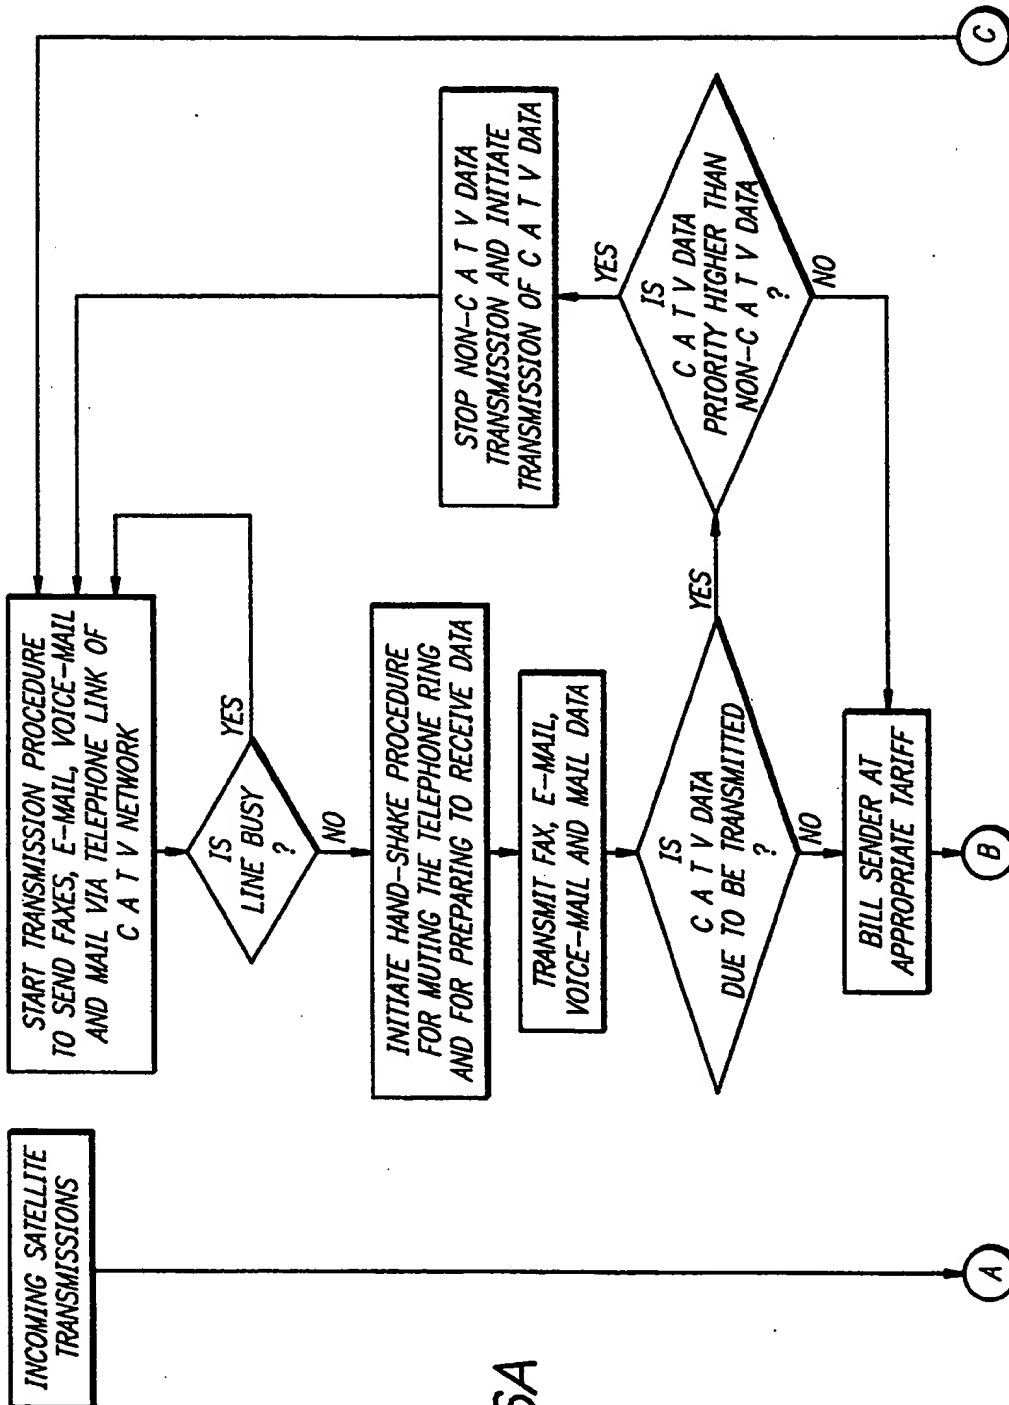 INCOMING SATELLITE
TRANSMISSIONS
A
START TRANSMISSION PROCEDURE
TO SEND FAXES, E-MAIL, VOICE-MAIL
AND MAIL VIA TELEPHONE LINK OF
C A T V NETWORK
IS
LINE BUSY
?
YES
NO
INITIATE HAND-SHAKE PROCEDURE
FOR MUTING THE TELEPHONE RING
AND FOR PREPARING TO RECEIVE DATA
TRANSMIT FAX, E-MAIL,
VOICE-MAIL AND MAIL DATA
IS
C A T V DATA
DUE TO BE TRANSMITTED
?
YES
NO
BILL SENDER AT
APPROPRIATE TARIFF
B
STOP NON-C A T V DATA
TRANSMISSION AND INITIATE
TRANSMISSION OF C A T V DATA
YES
IS
C A T V DATA
PRIORITY HIGHER THAN
NON-C A T V DATA
?
NO
C
6A